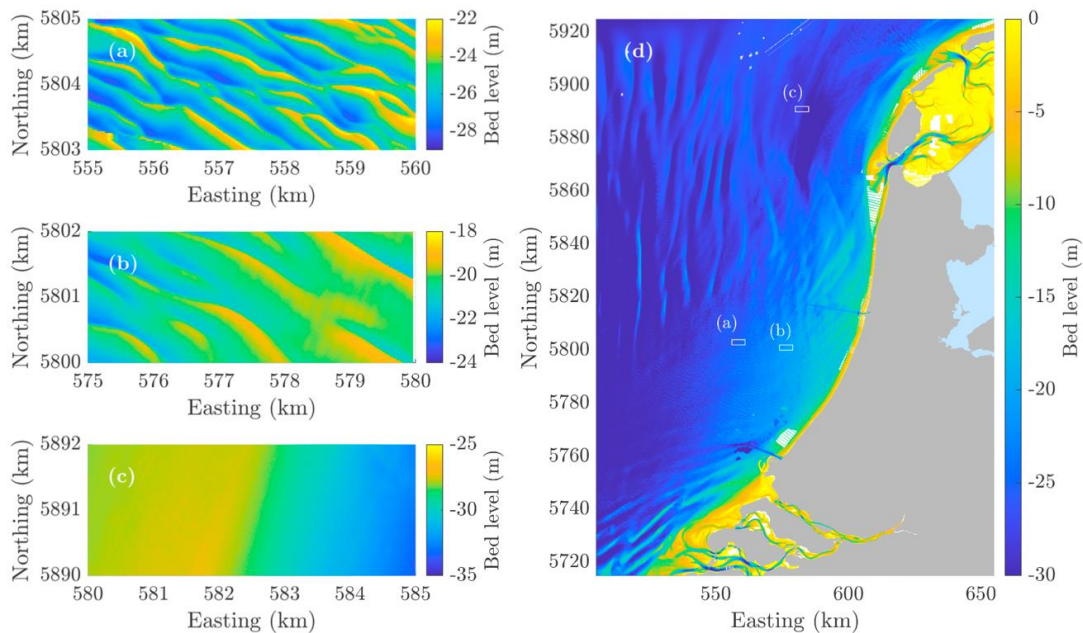 (a)
5805
5804
5803
Northing (km)
555 556 557 558 559 560
Easting (km)
-22
-24
-26
-28
Bed level (m)
(b)
5802
5801
5800
Northing (km)
575 576 577 578 579 580
Easting (km)
-18
-20
-22
-24
Bed level (m)
(c)
5892
5891
5890
Northing (km)
580 581 582 583 584 585
Easting (km)
-25
-30
-35
Bed level (m)
(d)
5920
5900
5880
5860
5840
5820
5800
5780
5760
5740
5720
Northing (km)
(c)
(a)
(b)
550 600 650
Easting (km)
0
-5
-10
-15
-20
-25
-30
Bed level (m)